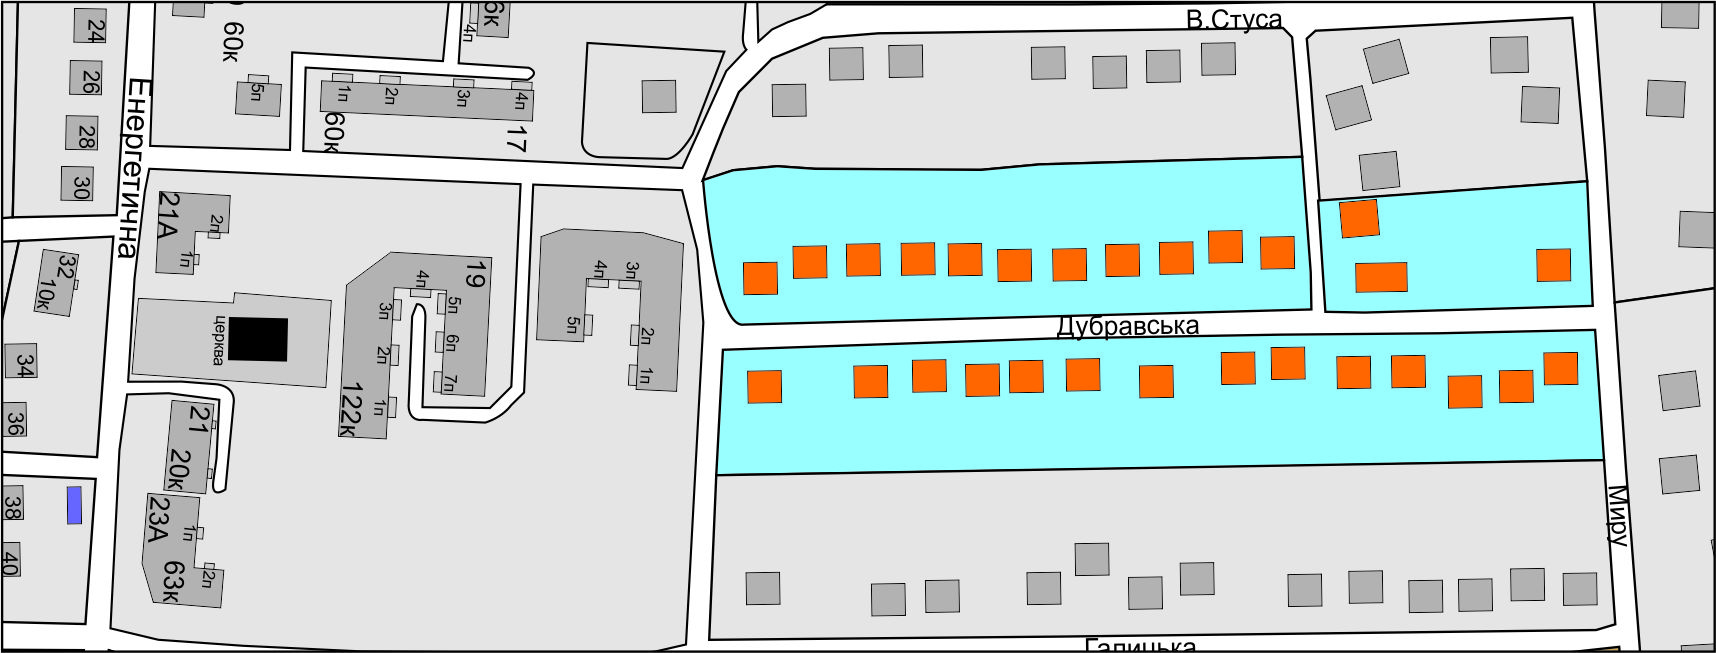 В.Стуса
24
26
28
30
Енергетична
60к
5п
6к
4п
1п
2п
3п
4п
60к
17
21А
2п
1п
32
10к
церква
34
36
38
40
19
4п
3п
5п
2п
6п
7п
1п
122к
4п
3п
5п
2п
1п
21
20к
23А
1п
63к
2п
Дубравська
Миру
Галицька